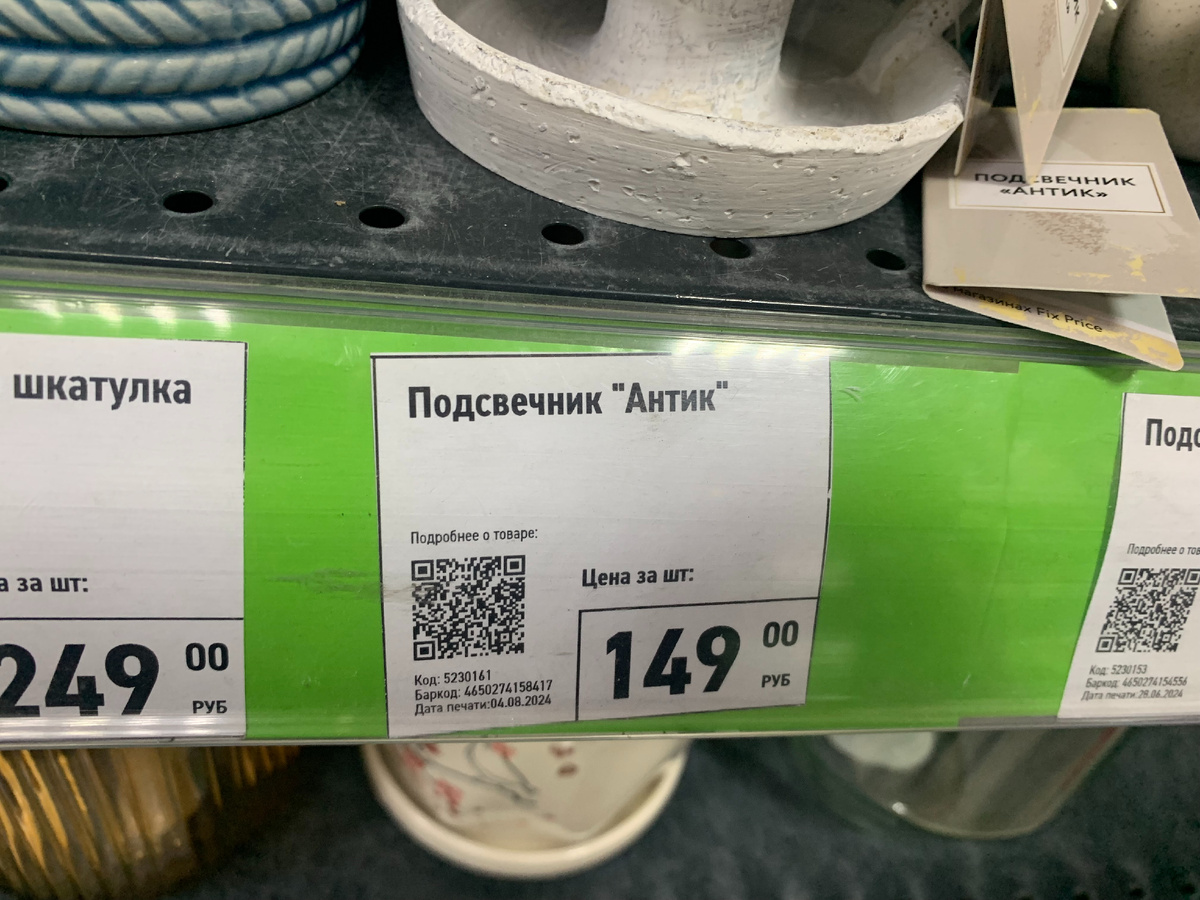 ПОДСВЕЧНИК
«АНТИК»
магазинах Fix Price
шкатулка
а за шт:
249 00
РУБ
Подсвечник "Антик"
Подробнее о товаре:
Цена за шт:
149 00
РУБ
Код: 5230161
Баркод: 4650274158417
Дата печати:04.08.2024
Подс
Подробнее о тов
Код: 5230153
Баркод: 4650274154556
Дата печати:28.06.2024